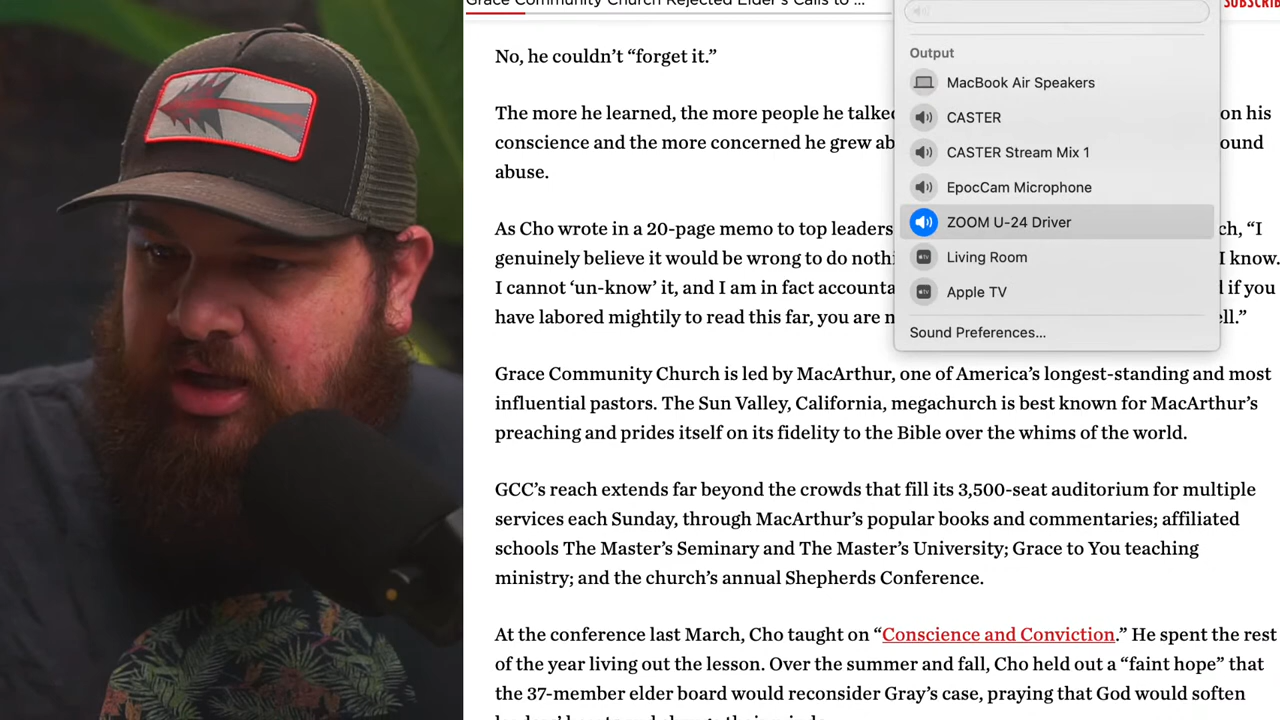 Grace Community Church Rejected Elder's Calls to ...
No, he couldn't “forget it.”
The more he learned, the more people he talked on his
conscience and the more concerned he grew ab ound
abuse.
As Cho wrote in a 20-page memo to top leaders ch, “I
genuinely believe it would be wrong to do nothi I know.
I cannot ‘un-know’ it, and I am in fact accounta if you
have labored mightily to read this far, you are ell.”
Output
MacBook Air Speakers
CASTER
CASTER Stream Mix 1
EpocCam Microphone
ZOOM U-24 Driver
Living Room
Apple TV
Sound Preferences...
Grace Community Church is led by MacArthur, one of America’s longest-standing and most
influential pastors. The Sun Valley, California, megachurch is best known for MacArthur’s
preaching and prides itself on its fidelity to the Bible over the whims of the world.
GCC’s reach extends far beyond the crowds that fill its 3,500-seat auditorium for multiple
services each Sunday, through MacArthur’s popular books and commentaries; affiliated
schools The Master’s Seminary and The Master’s University; Grace to You teaching
ministry; and the church’s annual Shepherds Conference.
At the conference last March, Cho taught on “Conscience and Conviction.” He spent the rest
of the year living out the lesson. Over the summer and fall, Cho held out a “faint hope” that
the 37-member elder board would reconsider Gray’s case, praying that God would soften